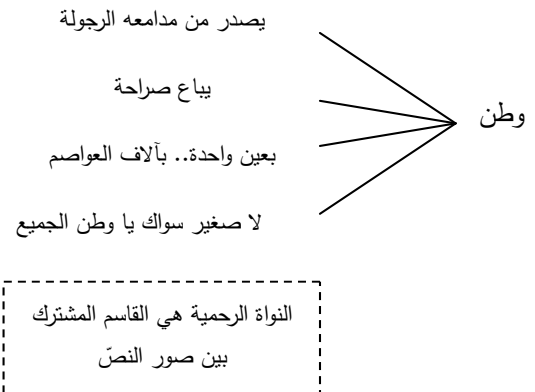 يصدر من مدامعه الرجولة
يباع صراحة
وطن
بعين واحدة.. بآلاف العواصم
لا صغير سواك يا وطن الجميع
النواة الرحمية هي القاسم المشترك
بين صور النصّ